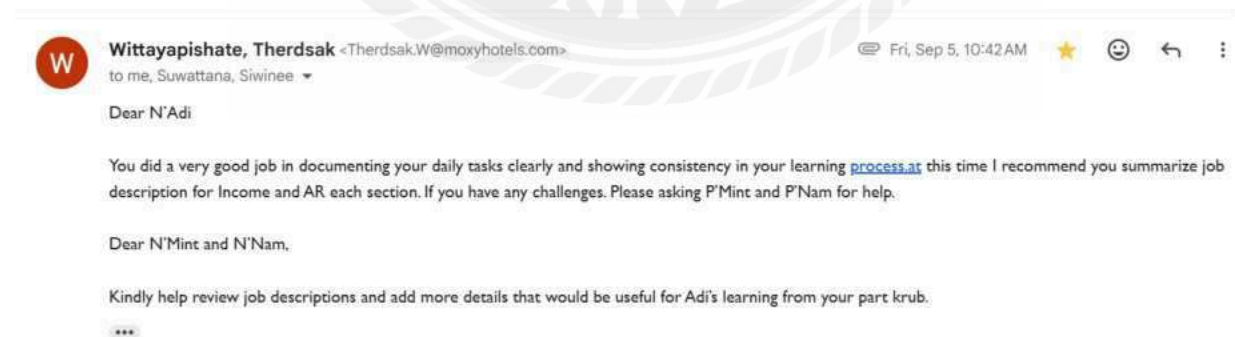 W
Wittayapishate, Therdsak <Therdsak.W@moxyhotels.com>
Fri, Sep 5, 10:42 AM
to me, Suwattana, Siwinee
Dear N'Adi
You did a very good job in documenting your daily tasks clearly and showing consistency in your learning process.at this time I recommend you summarize job
description for Income and AR each section. If you have any challenges. Please asking P'Mint and P'Nam for help.
Dear N'Mint and N'Nam,
Kindly help review job descriptions and add more details that would be useful for Adi's learning from your part krub.